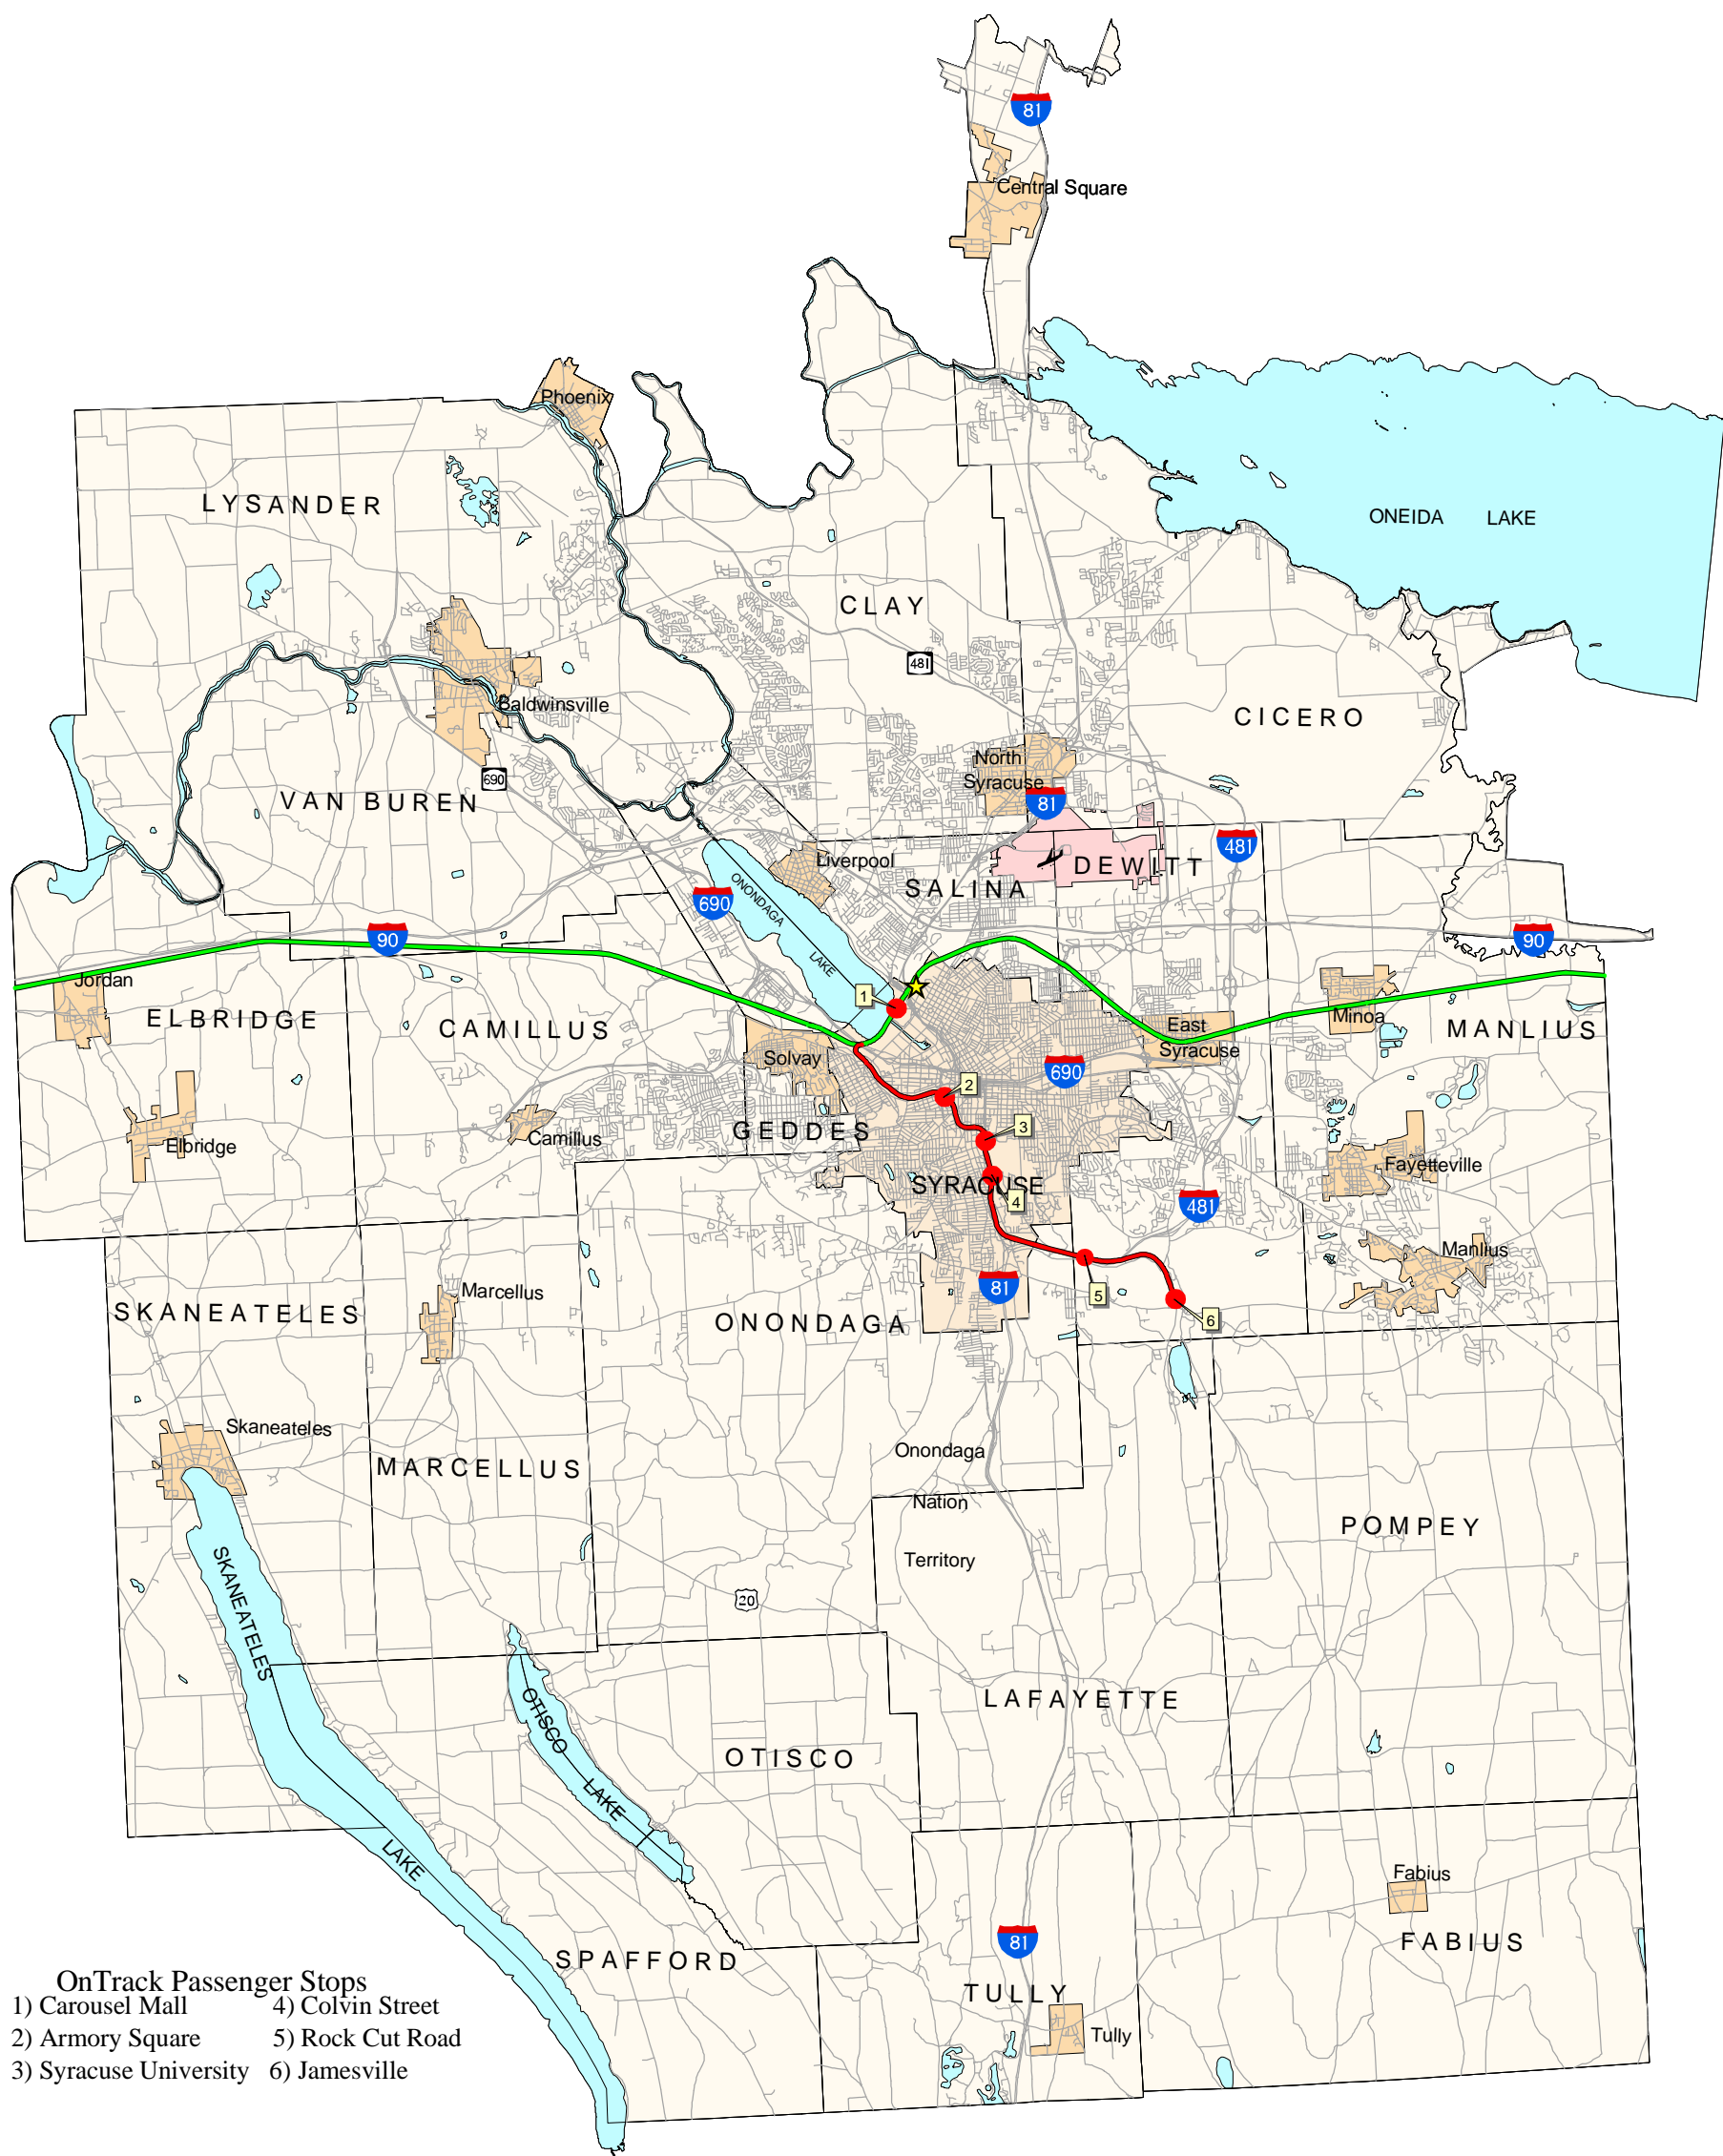 81
Central Square
Phoenix
LYSANDER
ONEIDA LAKE
CLAY
481
Baldwinsville
CICERO
690
North
Syracuse
VAN BUREN
81
481
Liverpool
DEWITT
SALINA
ONONDAGA
LAKE
690
90
90
Jordan
1
ELBRIDGE
CAMILLUS
Minoa
East
Syracuse
MANLIUS
Solvay
690
2
Elbridge
Camillus
GEDDES
3
Fayetteville
SYRACUSE
4
481
Manlius
Marcellus
81
5
6
SKANEATELES
ONONDAGA
Skaneateles
MARCELLUS
Onondaga
Nation
Territory
POMPEY
20
SKANEATELES
LAKE
OTISCO
LAKE
LAFAYETTE
OTISCO
Fabius
FABIUS
81
SPAFFORD
TULLY
Tully
OnTrack Passenger Stops
1) Carousel Mall 4) Colvin Street
2) Armory Square 5) Rock Cut Road
3) Syracuse University 6) Jamesville